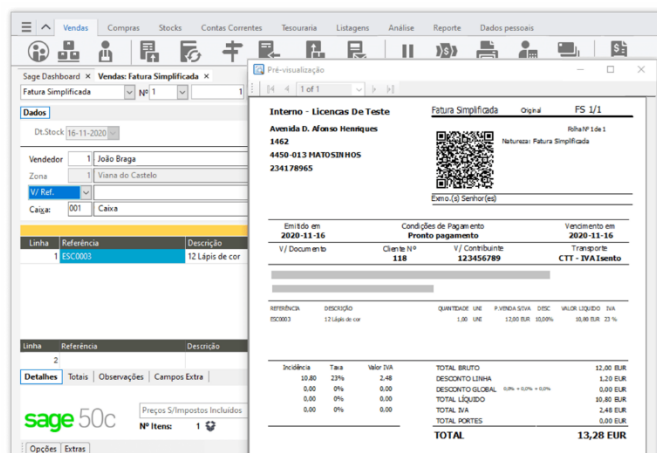 Vendas Compras Stocks Contas Correntes Tesouraria Listagens Análise Reporte Dados pessoais
Sage Dashboard × Vendas: Fatura Simplificada ×
Fatura Simplificada Nº 1 1
Dados
Dt.Stock 16-11-2020
Vendedor 1 João Braga
Zona 1 Viana do Castelo
V/ Ref.
Caixa: 001 Caixa
Linha Referência Descrição
1 ESC0003 12 Lápis de cor
Linha Referência Descrição
2
Detalhes Totais Observações Campos Extra
sage 50c
Preços S/Impostos Incluídos
Nº Itens: 1
Opções Extras
Pré-visualização
1 of 1
Interno - Licencas De Teste
Avenida D. Afonso Henriques
1462
4450-013 MATOSINHOS
234178965
Fatura Simplificada Original FS 1/1
Folha Nº 1 de 1
Natureza: Fatura Simplificada
Exmo.(s) Senhor(es)
Emitido em Condições de Pagamento Vencimento em
2020-11-16 Pronto pagamento 2020-11-16
V/ Documento Cliente Nº V/ Contribuinte Transporte
118 123456789 CTT - IVA Isento
REFERÊNCIA DESCRIÇÃO QUANTIDADE UNI P.VENDA S/IVA DESC VALOR LIQUIDO IVA
ESC0003 12 Lápis de cor 1,00 UNI 12,00 EUR 10,00% 10,80 EUR 23 %
Incidência Taxa Valor IVA
10.80 23% 2,48
0,00 0% 0,00
0,00 0% 0,00
0,00 0% 0,00
TOTAL BRUTO 12,00 EUR
DESCONTO LINHA 1,20 EUR
DESCONTO GLOBAL 0,0% + 0,0% + 0,0% 0,00 EUR
TOTAL LÍQUIDO 10,80 EUR
TOTAL IVA 2,48 EUR
TOTAL PORTES 0,00 EUR
TOTAL 13,28 EUR